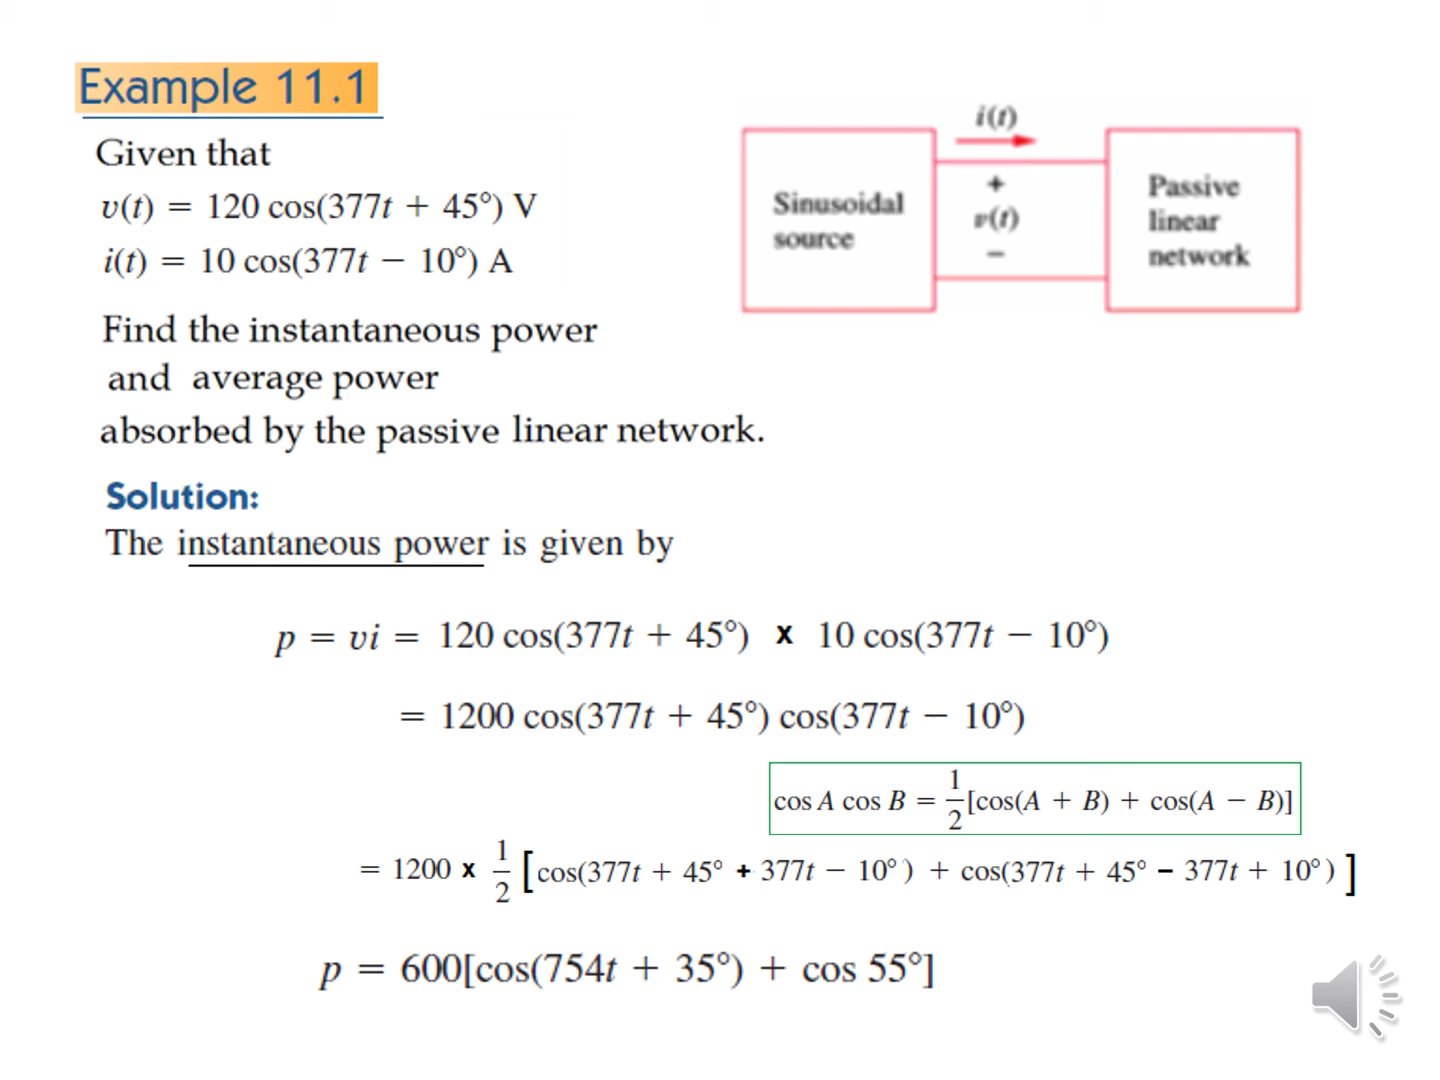 Example 11.1
Given that
v(t) = 120 cos(377t + 45°) V
i(t) = 10 cos(377t − 10°) A
Find the instantaneous power
and average power
absorbed by the passive linear network.
i(t)
Sinusoidal
source
+
v(t)
−
Passive
linear
network
Solution:
The instantaneous power is given by
p = vi = 120 cos(377t + 45°) x 10 cos(377t − 10°)
= 1200 cos(377t + 45°) cos(377t − 10°)
cos A cos B = 1/2 [cos(A + B) + cos(A − B)]
= 1200 x 1/2 [cos(377t + 45° + 377t − 10°) + cos(377t + 45° − 377t + 10°)]
p = 600[cos(754t + 35°) + cos 55°]